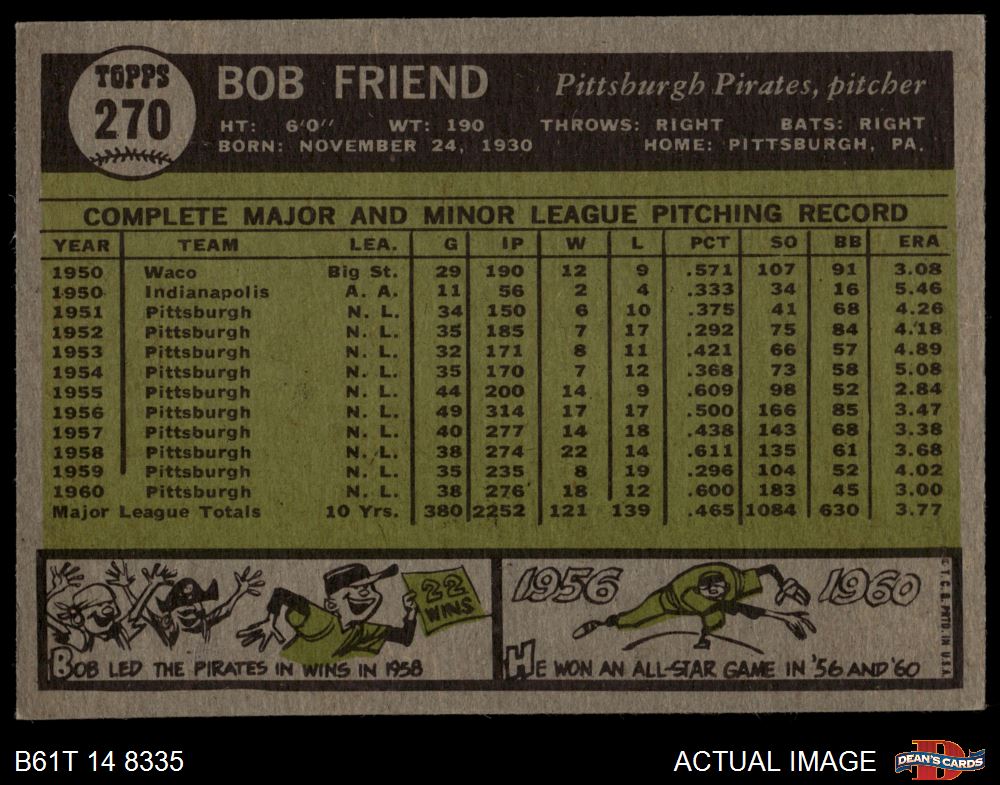 TOPPS
270
BOB FRIEND Pittsburgh Pirates, pitcher
HT: 6'0" WT: 190 THROWS: RIGHT BATS: RIGHT
BORN: NOVEMBER 24, 1930 HOME: PITTSBURGH, PA.
COMPLETE MAJOR AND MINOR LEAGUE PITCHING RECORD
YEAR TEAM LEA. G IP W L PCT SO BB ERA
1950 Waco Big St. 29 190 12 9 .571 107 91 3.08
1950 Indianapolis A. A. 11 56 2 4 .333 34 16 5.46
1951 Pittsburgh N. L. 34 150 6 10 .375 41 68 4.26
1952 Pittsburgh N. L. 35 185 7 17 .292 75 84 4.18
1953 Pittsburgh N. L. 32 171 8 11 .421 66 57 4.89
1954 Pittsburgh N. L. 35 170 7 12 .368 73 58 5.08
1955 Pittsburgh N. L. 44 200 14 9 .609 98 52 2.84
1956 Pittsburgh N. L. 49 314 17 17 .500 166 85 3.47
1957 Pittsburgh N. L. 40 277 14 18 .438 143 68 3.38
1958 Pittsburgh N. L. 38 274 22 14 .611 135 61 3.68
1959 Pittsburgh N. L. 35 235 8 19 .296 104 52 4.02
1960 Pittsburgh N. L. 38 276 18 12 .600 183 45 3.00
Major League Totals 10 Yrs. 380 2252 121 139 .465 1084 630 3.77
22
WINS
BOB LED THE PIRATES IN WINS IN 1958
1956 1960
HE WON AN ALL-STAR GAME IN '56 AND '60
© T.C.G. PRTD. IN U.S.A.
B61T 14 8335 ACTUAL IMAGE
D
DEAN'S CARDS